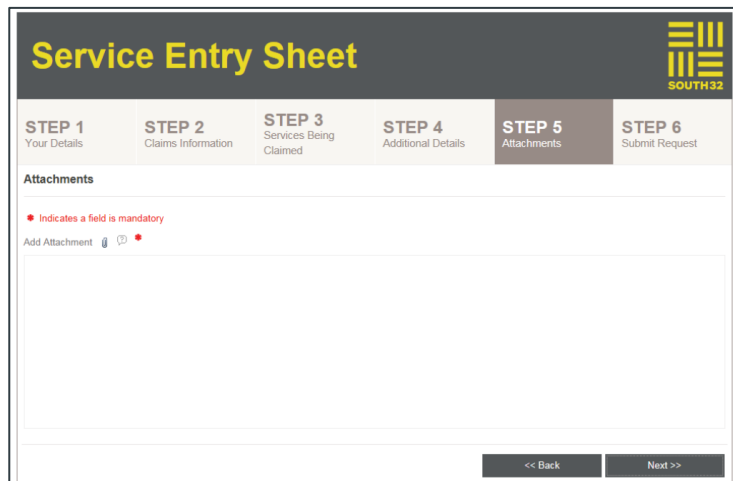 Service Entry Sheet
SOUTH32
STEP 1
Your Details
STEP 2
Claims Information
STEP 3
Services Being
Claimed
STEP 4
Additional Details
STEP 5
Attachments
STEP 6
Submit Request
Attachments
* Indicates a field is mandatory
Add Attachment ? *
<< Back
Next >>